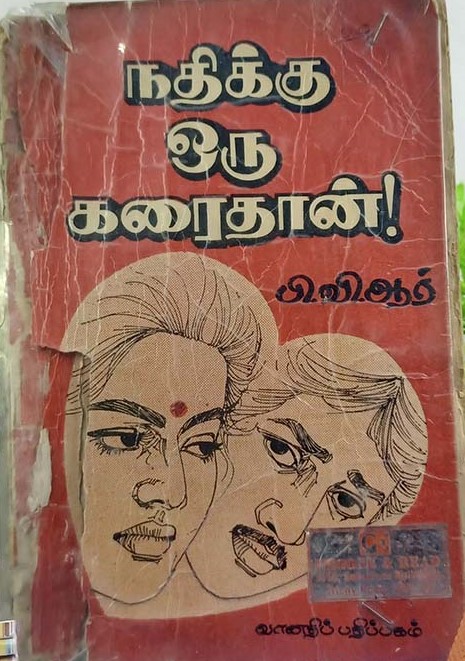 நதிக்கு
ஒரு
கரைதான்!
பி.வி.ஆர்
வானதிப் பதிப்பகம்